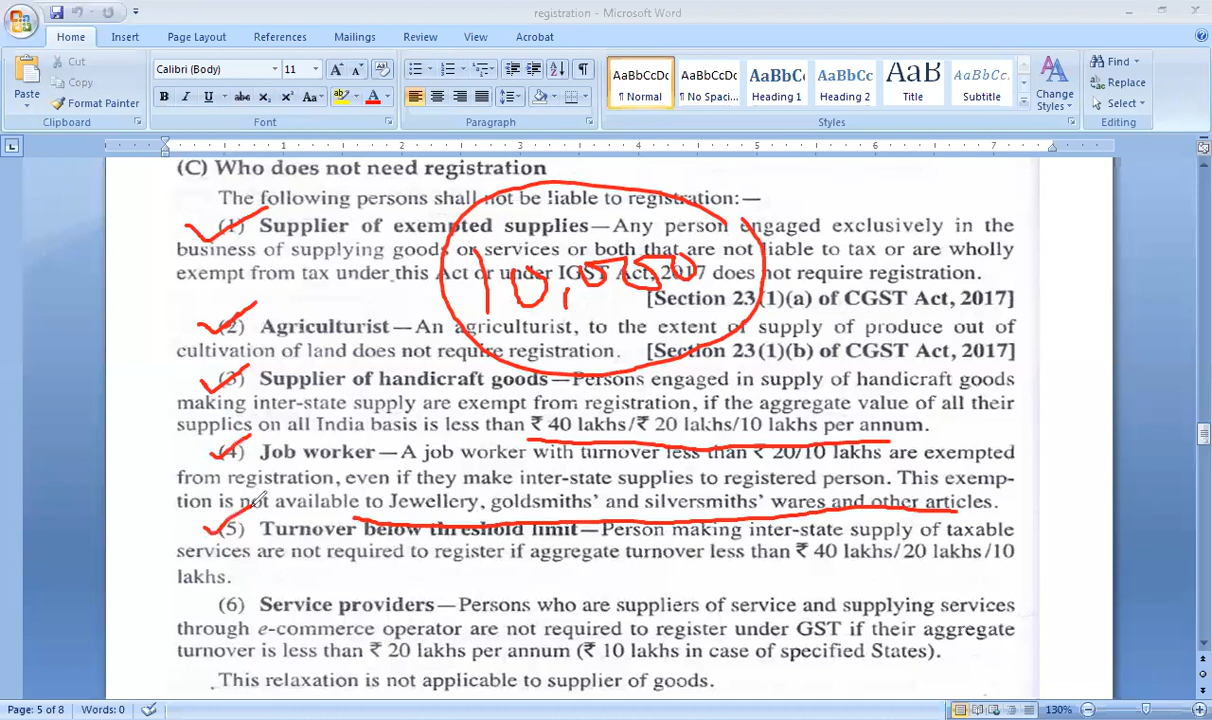 registration - Microsoft Word
Home Insert Page Layout References Mailings Review View Acrobat
Paste
Cut
Copy
Format Painter
Clipboard
Calibri (Body) 11
Font
Paragraph
AaBbCcDc AaBbCcDc AaBbC AaBbCc AaB AaBbCc
¶ Normal ¶ No Spaci... Heading 1 Heading 2 Title Subtitle
Change Styles
Styles
Find
Replace
Select
Editing
1 2 3 4 5 6 7
(C) Who does not need registration
The following persons shall not be liable to registration:—
(1) Supplier of exempted supplies—Any person engaged exclusively in the
business of supplying goods or services or both that are not liable to tax or are wholly
exempt from tax under this Act or under IGST Act, 2017 does not require registration.
10,000
[Section 23(1)(a) of CGST Act, 2017]
(2) Agriculturist—An agriculturist, to the extent of supply of produce out of
cultivation of land does not require registration. [Section 23(1)(b) of CGST Act, 2017]
(3) Supplier of handicraft goods—Persons engaged in supply of handicraft goods
making inter-state supply are exempt from registration, if the aggregate value of all their
supplies on all India basis is less than ₹ 40 lakhs/₹ 20 lakhs/10 lakhs per annum.
(4) Job worker—A job worker with turnover less than ₹ 20/10 lakhs are exempted
from registration, even if they make inter-state supplies to registered person. This exemp-
tion is not available to Jewellery, goldsmiths' and silversmiths' wares and other articles.
(5) Turnover below threshold limit—Person making inter-state supply of taxable
services are not required to register if aggregate turnover less than ₹ 40 lakhs/20 lakhs/10
lakhs.
(6) Service providers—Persons who are suppliers of service and supplying services
through e-commerce operator are not required to register under GST if their aggregate
turnover is less than ₹ 20 lakhs per annum (₹ 10 lakhs in case of specified States).
This relaxation is not applicable to supplier of goods.
Page: 5 of 8 Words: 0 130%